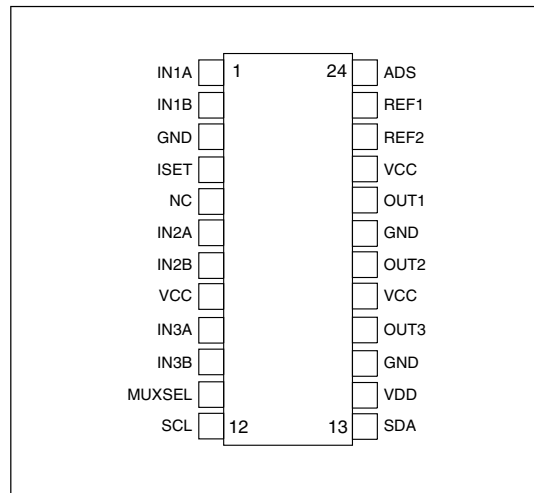 IN1A 1 24 ADS
IN1B REF1
GND REF2
ISET VCC
NC OUT1
IN2A GND
IN2B OUT2
VCC VCC
IN3A OUT3
IN3B GND
MUXSEL VDD
SCL 12 13 SDA